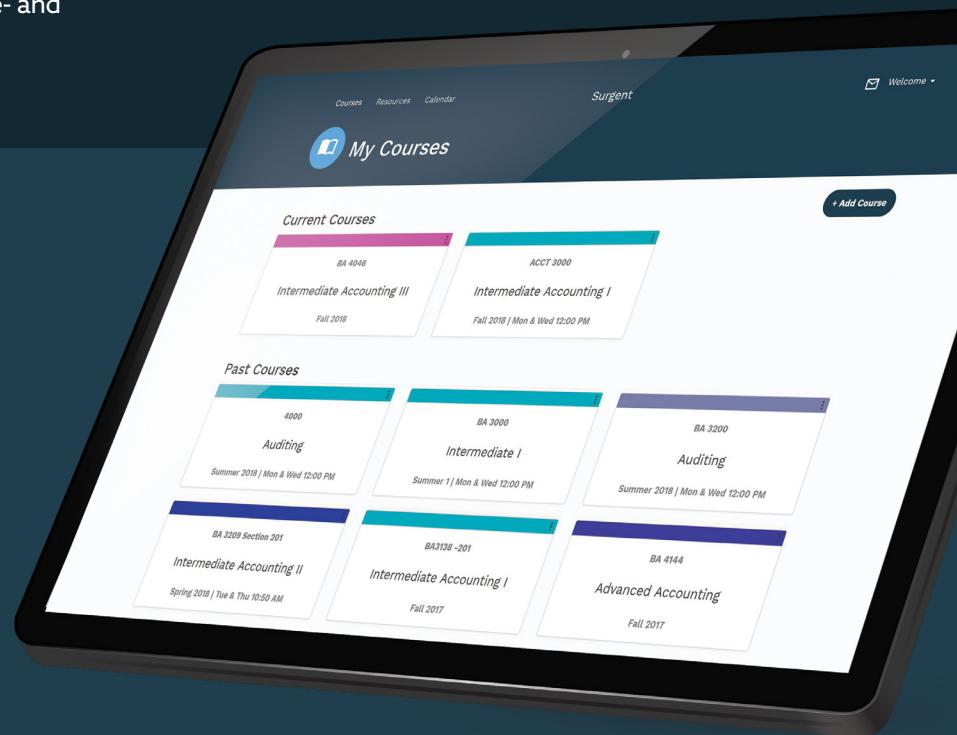 e- and
Courses Resources Calendar
Surgent
Welcome
My Courses
+ Add Course
Current Courses
BA 4046
Intermediate Accounting III
Fall 2018
ACCT 3000
Intermediate Accounting I
Fall 2018 | Mon & Wed 12:00 PM
Past Courses
4000
Auditing
Summer 2018 | Mon & Wed 12:00 PM
BA 3000
Intermediate I
Summer 1 | Mon & Wed 12:00 PM
BA 3200
Auditing
Summer 2018 | Mon & Wed 12:00 PM
BA 3209 Section 201
Intermediate Accounting II
Spring 2018 | Tue & Thu 10:50 AM
BA3138 -201
Intermediate Accounting I
Fall 2017
BA 4144
Advanced Accounting
Fall 2017